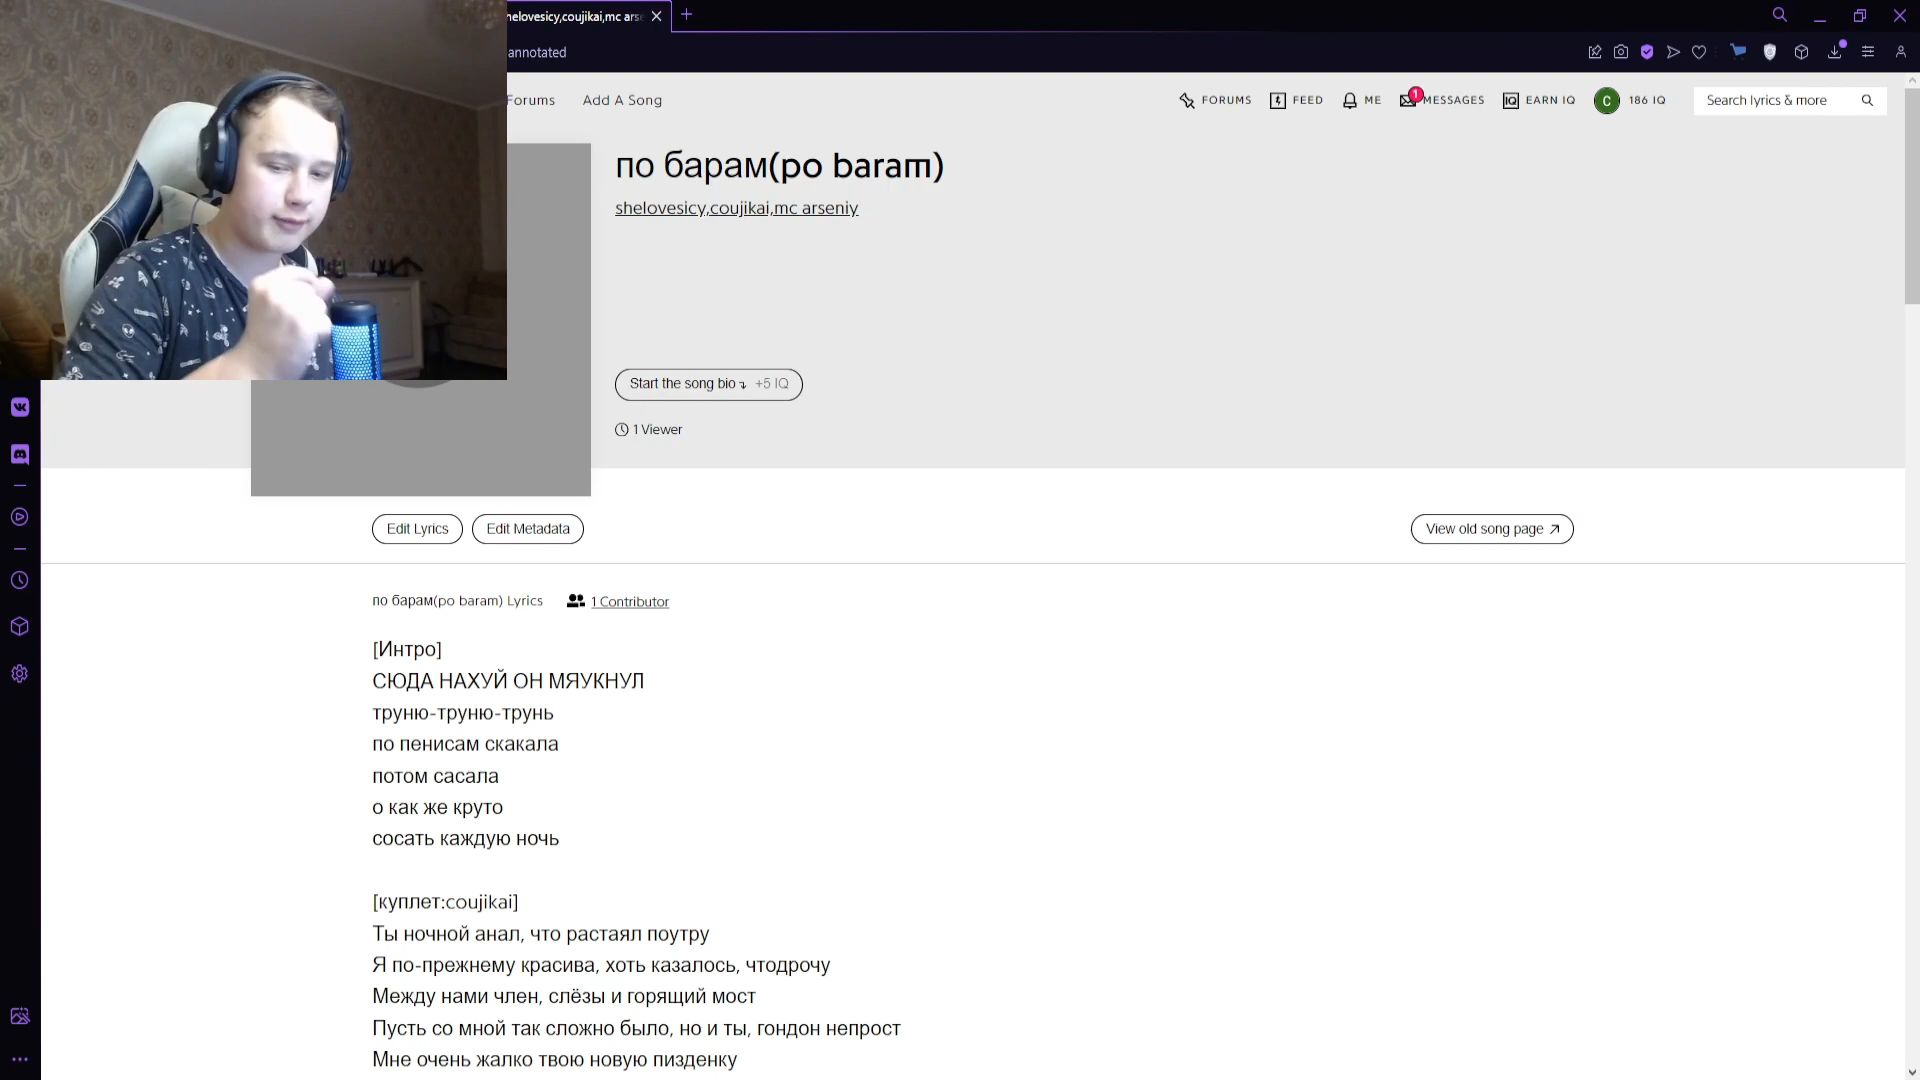 helovesicy,coujikai,mc ars
annotated
Forums Add A Song
FORUMS FEED ME 1 MESSAGES EARN IQ C 186 IQ Search lyrics & more
по барам(po baram)
shelovesicy,coujikai,mc arseniy
Start the song bio +5 IQ
1 Viewer
Edit Lyrics Edit Metadata View old song page
по барам(po baram) Lyrics 1 Contributor
[Интро]
СЮДА НАХУЙ ОН МЯУКНУЛ
труню-труню-трунь
по пенисам скакала
потом сасала
о как же круто
сосать каждую ночь
[куплет:coujikai]
Ты ночной анал, что растаял поутру
Я по-прежнему красива, хоть казалось, чтодрочу
Между нами член, слёзы и горящий мост
Пусть со мной так сложно было, но и ты, гондон непрост
Мне очень жалко твою новую пизденку